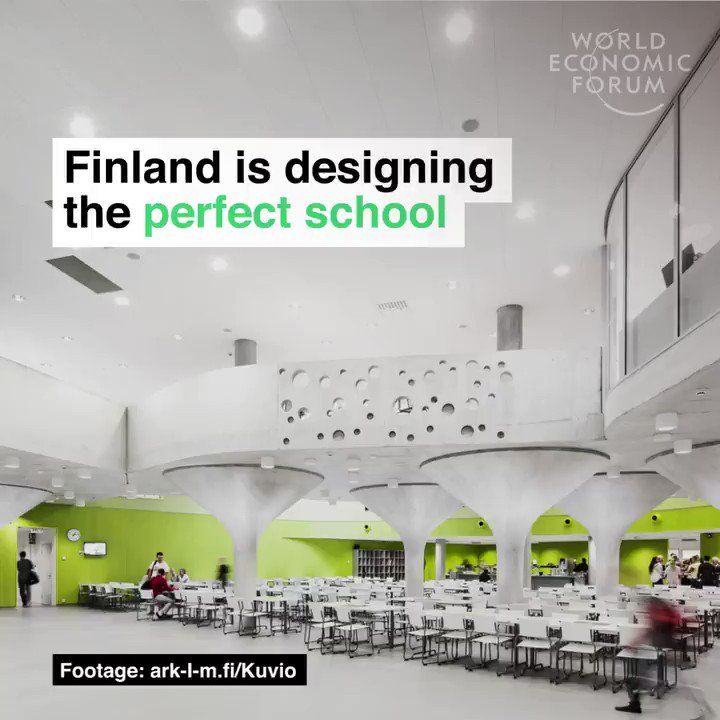 WORLD
ECONOMIC
FORUM
Finland is designing
the perfect school
Footage: ark-l-m.fi/Kuvio